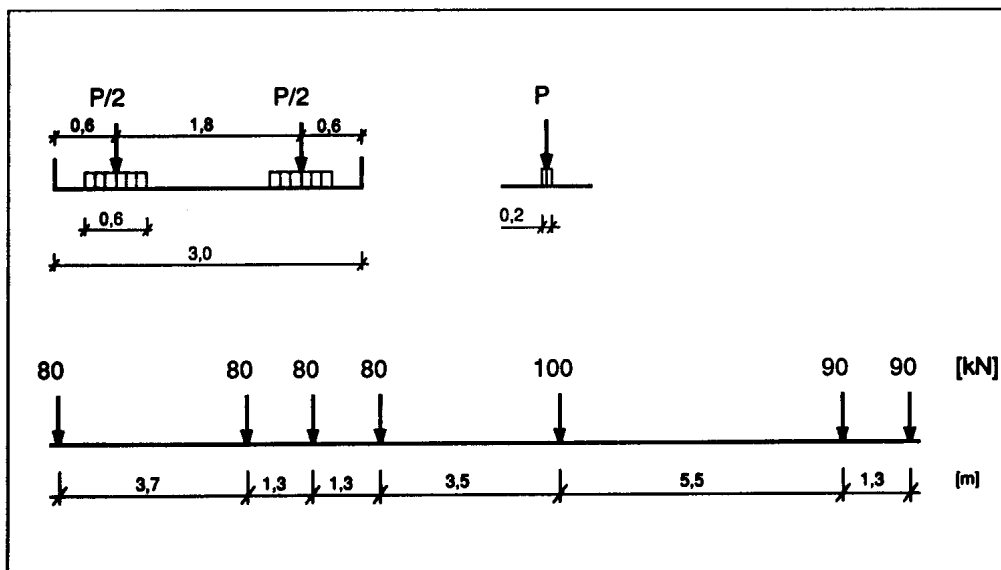 P/2 P/2 P
0,6 1,8 0,6
0,6 0,2
3,0
80 80 80 80 100 90 90 [kN]
3,7 1,3 1,3 3,5 5,5 1,3 [m]